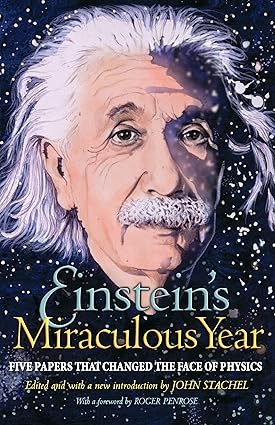 Einstein's
Miraculous Year
FIVE PAPERS THAT CHANGED THE FACE OF PHYSICS
Edited and with a new introduction by JOHN STACHEL
With a foreword by ROGER PENROSE